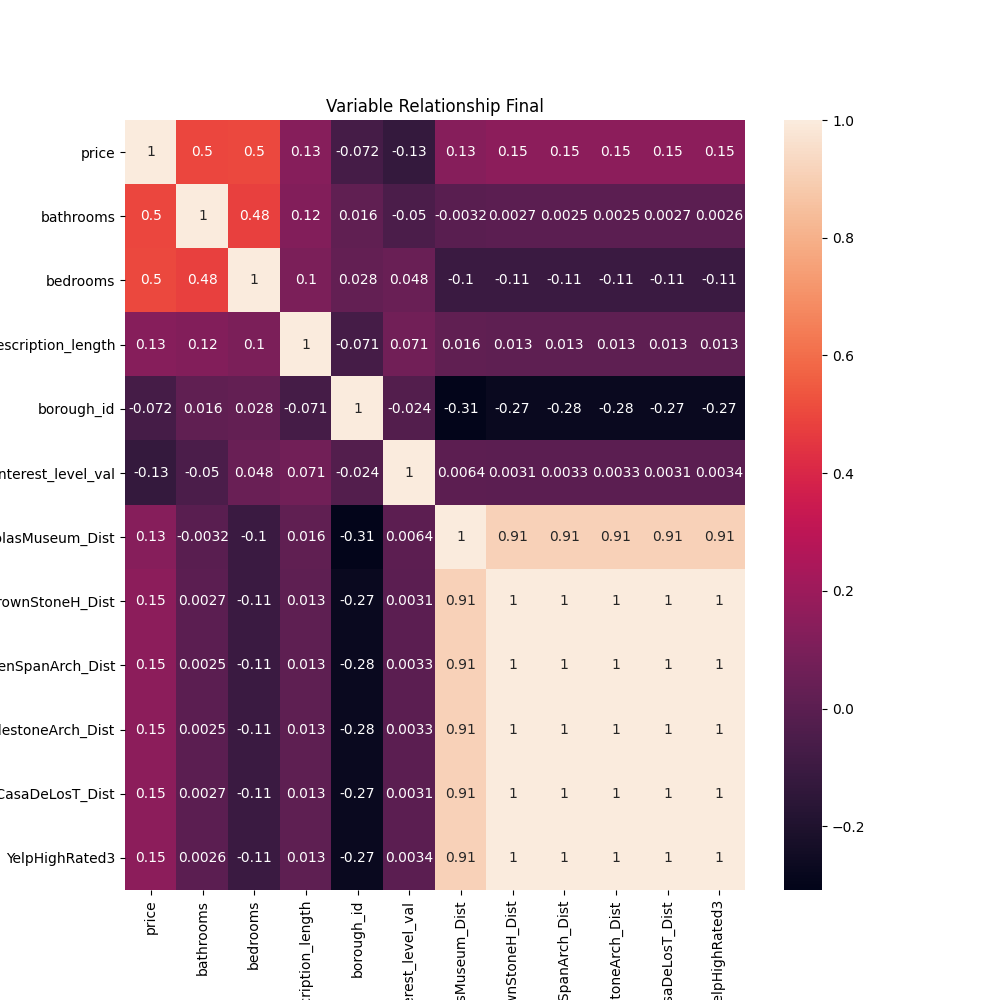 Variable Relationship Final
price 1 0.5 0.5 0.13 -0.072 -0.13 0.13 0.15 0.15 0.15 0.15 0.15
bathrooms 0.5 1 0.48 0.12 0.016 -0.05 -0.0032 0.0027 0.0025 0.0025 0.0027 0.0026
bedrooms 0.5 0.48 1 0.1 0.028 0.048 -0.1 -0.11 -0.11 -0.11 -0.11 -0.11
escription_length 0.13 0.12 0.1 1 -0.071 0.071 0.016 0.013 0.013 0.013 0.013 0.013
borough_id -0.072 0.016 0.028 -0.071 1 -0.024 -0.31 -0.27 -0.28 -0.28 -0.27 -0.27
nterest_level_val -0.13 -0.05 0.048 0.071 -0.024 1 0.0064 0.0031 0.0033 0.0033 0.0031 0.0034
olasMuseum_Dist 0.13 -0.0032 -0.1 0.016 -0.31 0.0064 1 0.91 0.91 0.91 0.91 0.91
rownStoneH_Dist 0.15 0.0027 -0.11 0.013 -0.27 0.0031 0.91 1 1 1 1 1
enSpanArch_Dist 0.15 0.0025 -0.11 0.013 -0.28 0.0033 0.91 1 1 1 1 1
lestoneArch_Dist 0.15 0.0025 -0.11 0.013 -0.28 0.0033 0.91 1 1 1 1 1
CasaDeLosT_Dist 0.15 0.0027 -0.11 0.013 -0.27 0.0031 0.91 1 1 1 1 1
YelpHighRated3 0.15 0.0026 -0.11 0.013 -0.27 0.0034 0.91 1 1 1 1 1
price
bathrooms
bedrooms
cription_length
borough_id
erest_level_val
sMuseum_Dist
wnStoneH_Dist
SpanArch_Dist
stoneArch_Dist
saDeLosT_Dist
elpHighRated3
1.0
0.8
0.6
0.4
0.2
0.0
−0.2